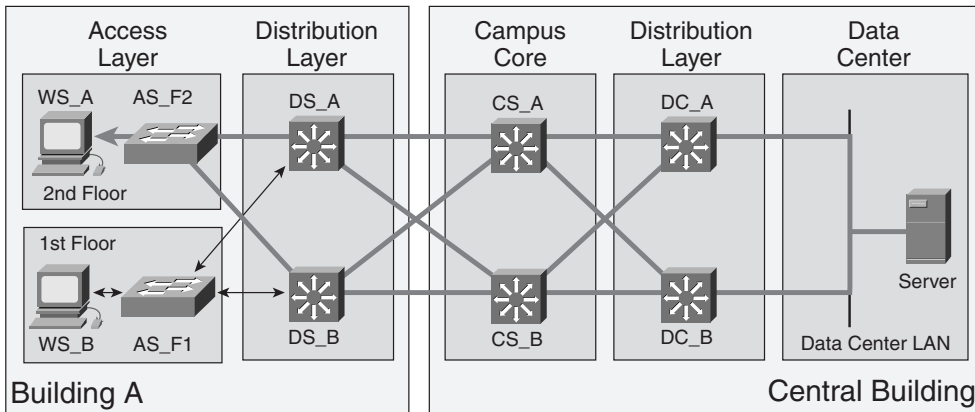 Access
Layer
Distribution
Layer
Campus
Core
Distribution
Layer
Data
Center
WS_A
AS_F2
DS_A
CS_A
DC_A
2nd Floor
1st Floor
Server
WS_B
AS_F1
DS_B
CS_B
DC_B
Data Center LAN
Building A
Central Building